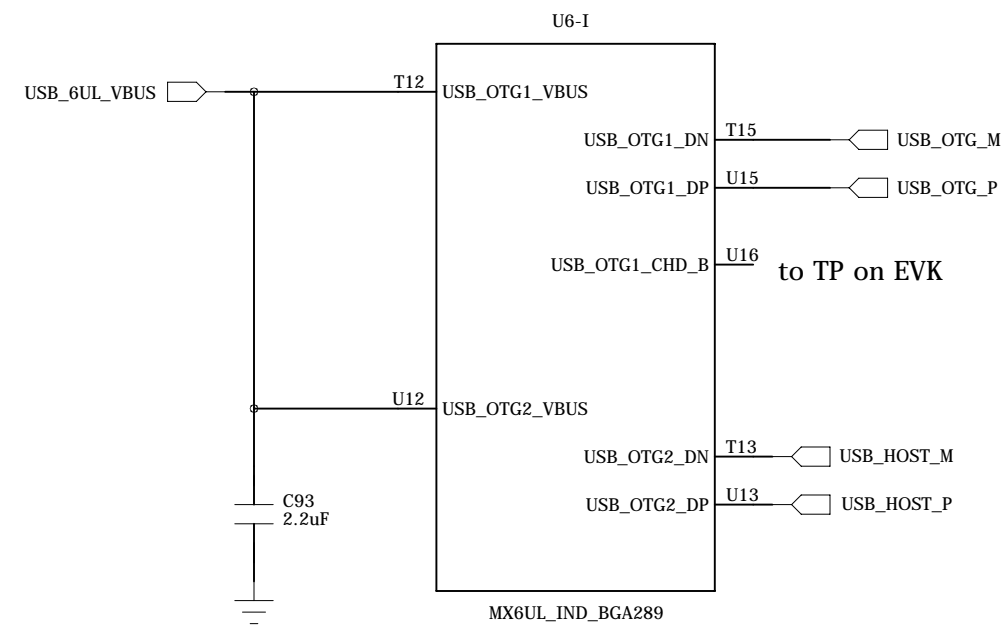 U6-I
USB_6UL_VBUS
T12
USB_OTG1_VBUS
USB_OTG1_DN
T15
USB_OTG_M
USB_OTG1_DP
U15
USB_OTG_P
USB_OTG1_CHD_B
U16
to TP on EVK
U12
USB_OTG2_VBUS
USB_OTG2_DN
T13
USB_HOST_M
USB_OTG2_DP
U13
USB_HOST_P
C93
2.2uF
MX6UL_IND_BGA289